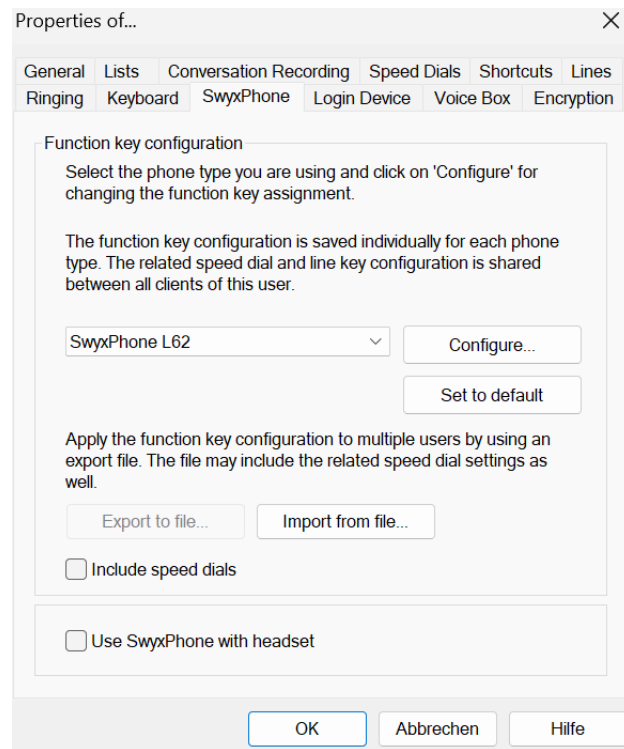 Properties of...
General Lists Conversation Recording Speed Dials Shortcuts Lines
Ringing Keyboard SwyxPhone Login Device Voice Box Encryption
Function key configuration
Select the phone type you are using and click on 'Configure' for
changing the function key assignment.
The function key configuration is saved individually for each phone
type. The related speed dial and line key configuration is shared
between all clients of this user.
SwyxPhone L62
Configure...
Set to default
Apply the function key configuration to multiple users by using an
export file. The file may include the related speed dial settings as
well.
Export to file... Import from file...
Include speed dials
Use SwyxPhone with headset
OK Abbrechen Hilfe